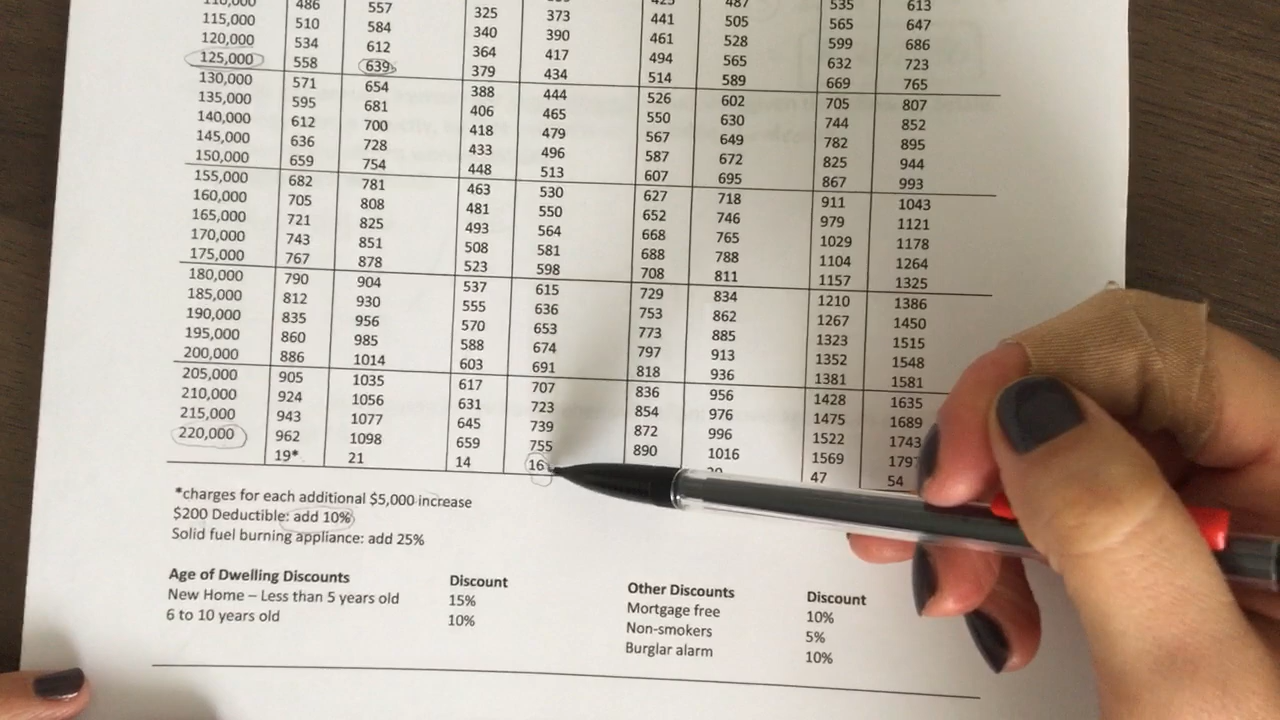 487 535 613
486 557 325 373 441 505 565 647
115,000 510 584 340 390 461 528 599 686
120,000 534 612 364 417 494 565 632 723
125,000 558 639 379 434 514 589 669 765
130,000 571 654 388 444 526 602 705 807
135,000 595 681 406 465 550 630 744 852
140,000 612 700 418 479 567 649 782 895
145,000 636 728 433 496 587 672 825 944
150,000 659 754 448 513 607 695 867 993
155,000 682 781 463 530 627 718 911 1043
160,000 705 808 481 550 652 746 979 1121
165,000 721 825 493 564 668 765 1029 1178
170,000 743 851 508 581 688 788 1104 1264
175,000 767 878 523 598 708 811 1157 1325
180,000 790 904 537 615 729 834 1210 1386
185,000 812 930 555 636 753 862 1267 1450
190,000 835 956 570 653 773 885 1323 1515
195,000 860 985 588 674 797 913 1352 1548
200,000 886 1014 603 691 818 936 1381 1581
205,000 905 1035 617 707 836 956 1428 1635
210,000 924 1056 631 723 854 976 1475 1689
215,000 943 1077 645 739 872 996 1522 1743
220,000 962 1098 659 755 890 1016 1569 1797
19* 21 14 16 47 54
*charges for each additional $5,000 increase
$200 Deductible: add 10%
Solid fuel burning appliance: add 25%
Age of Dwelling Discounts Discount
New Home – Less than 5 years old 15%
6 to 10 years old 10%
Other Discounts Discount
Mortgage free 10%
Non-smokers 5%
Burglar alarm 10%